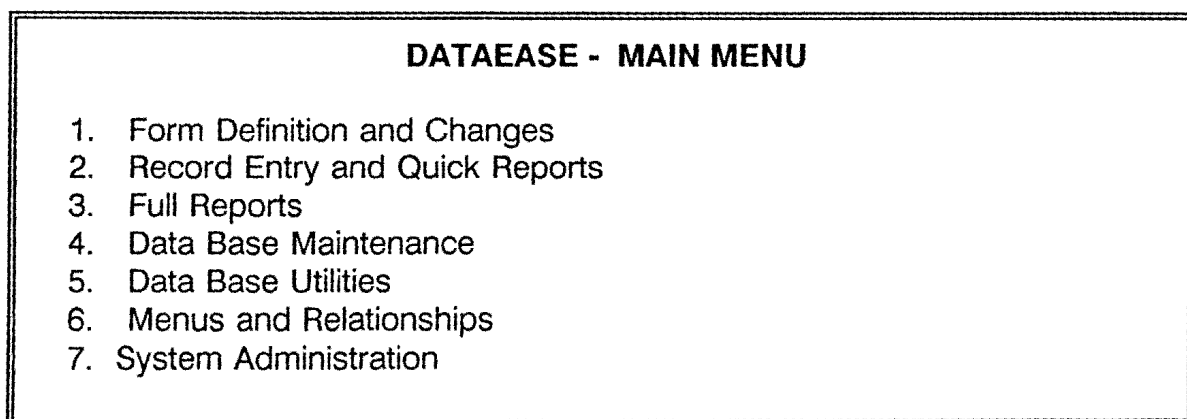 DATAEASE - MAIN MENU
1. Form Definition and Changes
2. Record Entry and Quick Reports
3. Full Reports
4. Data Base Maintenance
5. Data Base Utilities
6. Menus and Relationships
7. System Administration